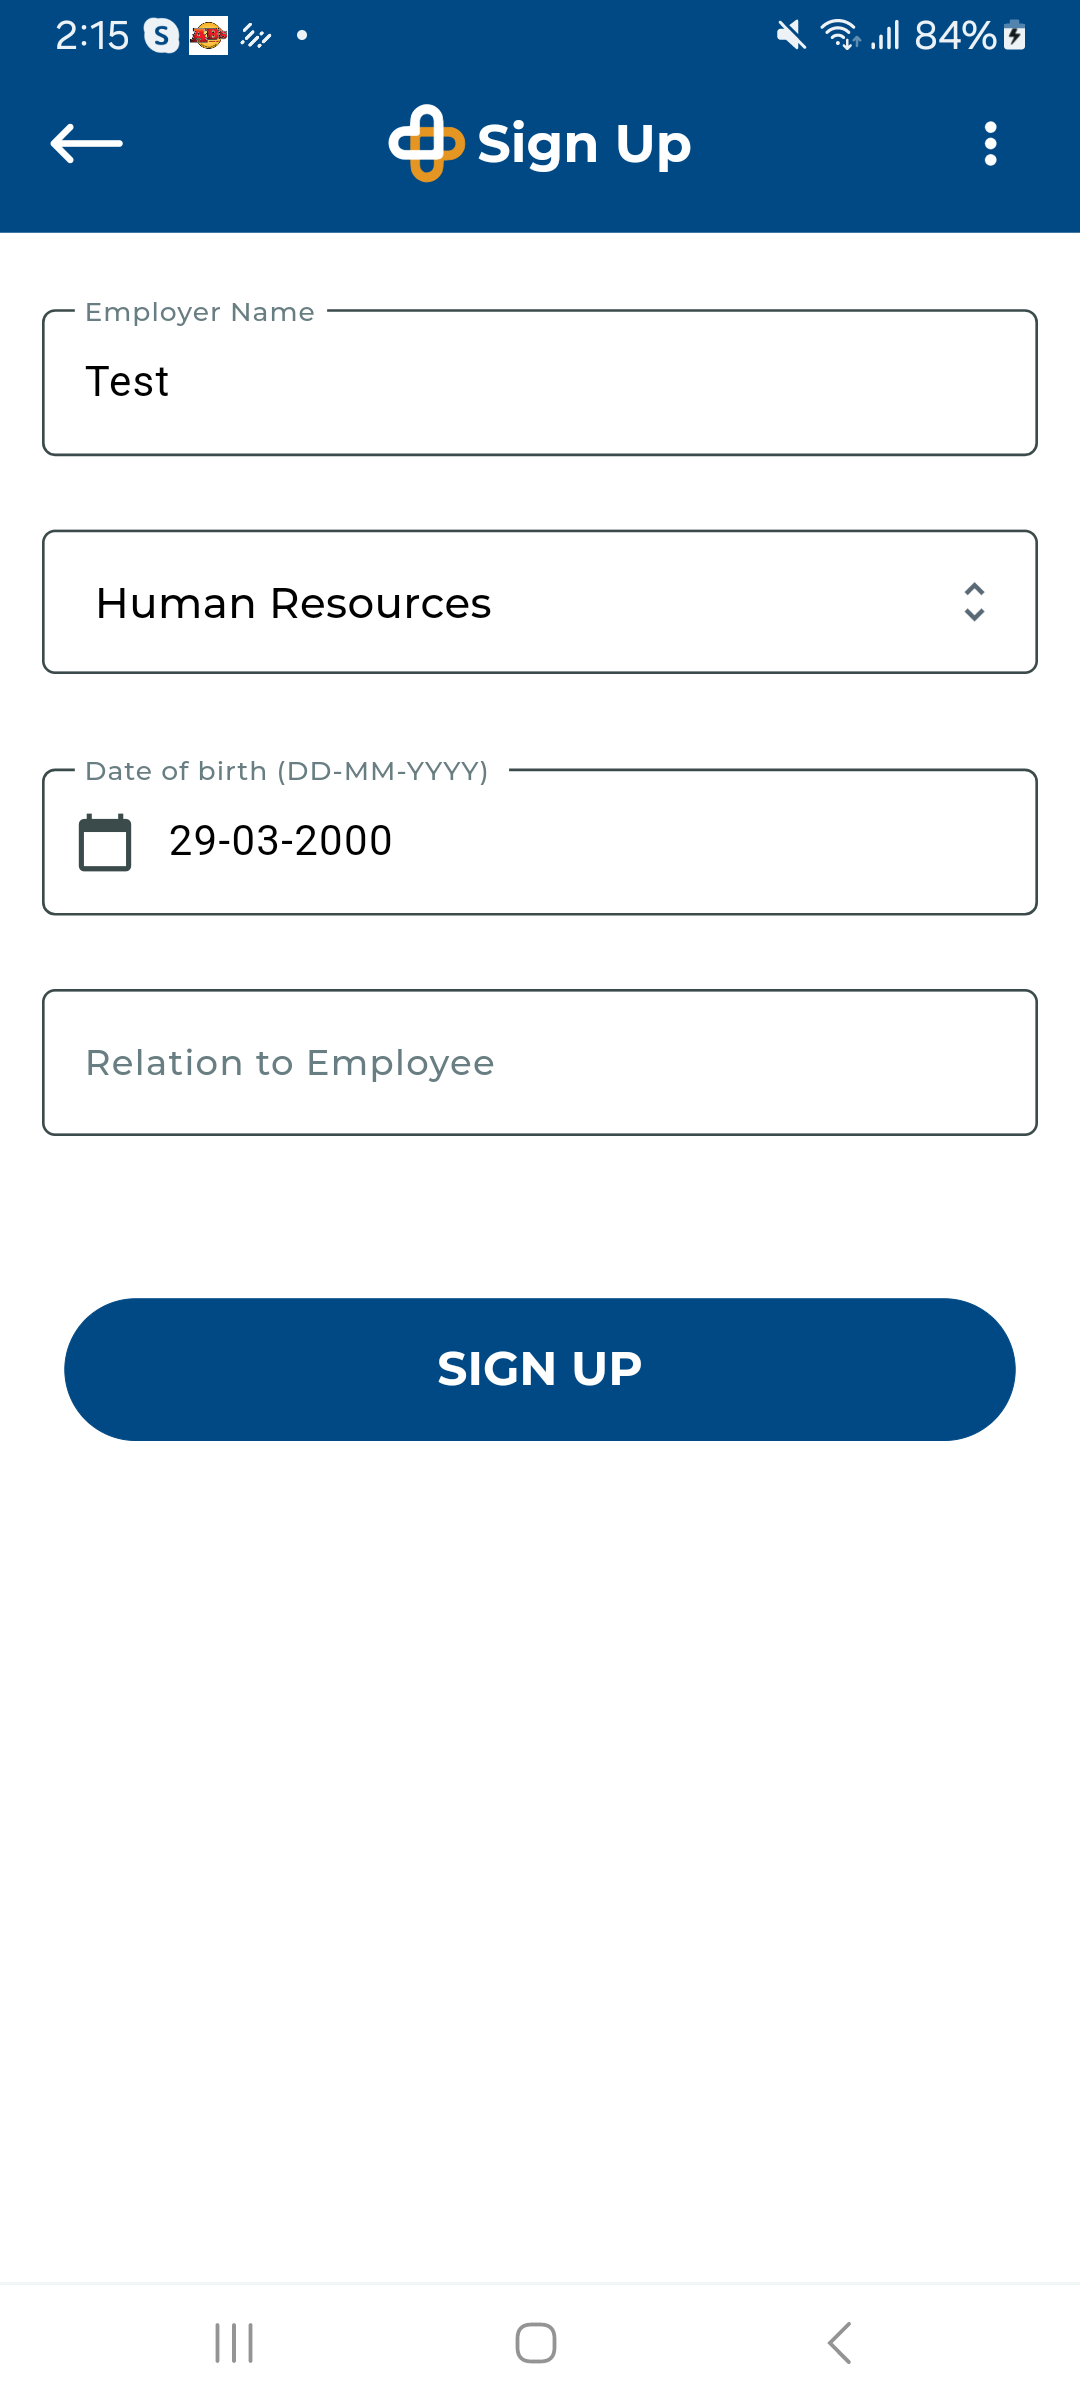 2:15 S ABs 84%
Sign Up
Employer Name
Test
Human Resources
Date of birth (DD-MM-YYYY)
29-03-2000
Relation to Employee
SIGN UP